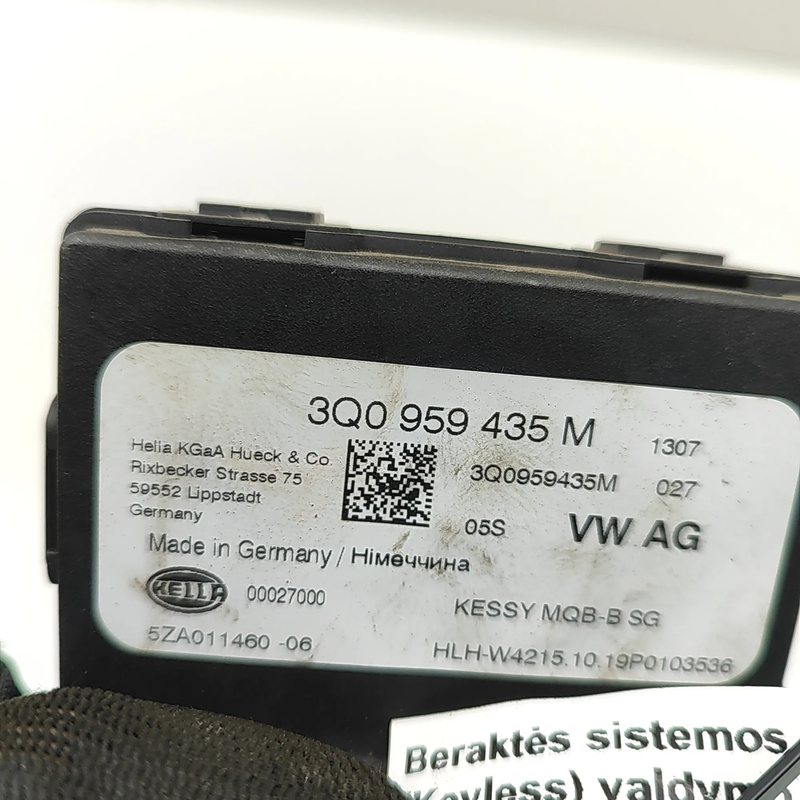 3Q0 959 435 M
1307
Hella KGaA Hueck & Co.
Rixbecker Strasse 75
59552 Lippstadt
Germany
3Q0959435M
027
05S
VW AG
Made in Germany / Німеччина
HELLA
00027000
KESSY MQB-B SG
5ZA011460 -06
HLH-W4215.10.19P0103536
Beraktės sistemos
(Keyless)